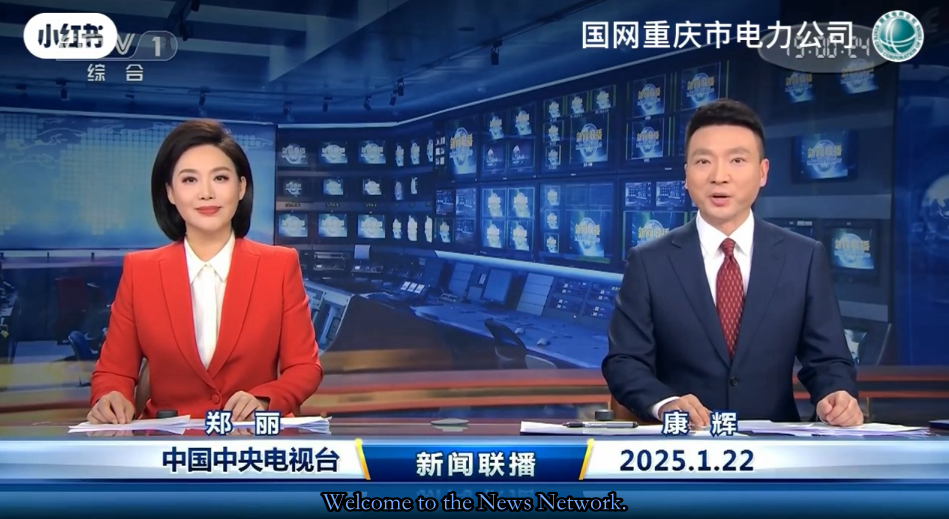 小红书
国网重庆市电力公司
综 合
郑 丽
康 辉
中国中央电视台
新闻联播
2025.1.22
Welcome to the News Network.